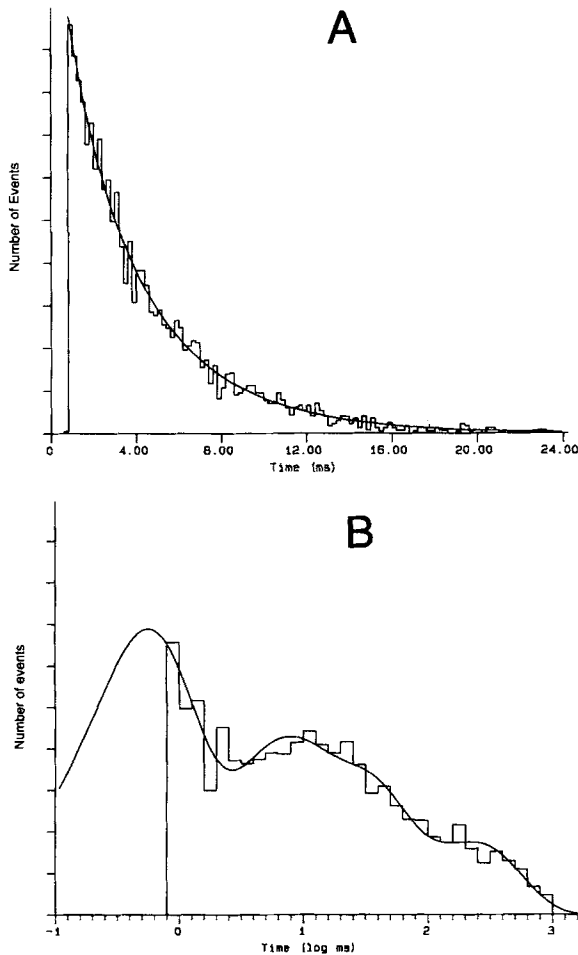 A
Number of Events
0 4.00 8.00 12.00 16.00 20.00 24.00
Time (ms)
B
Number of events
-1 0 1 2 3
Time (log ms)